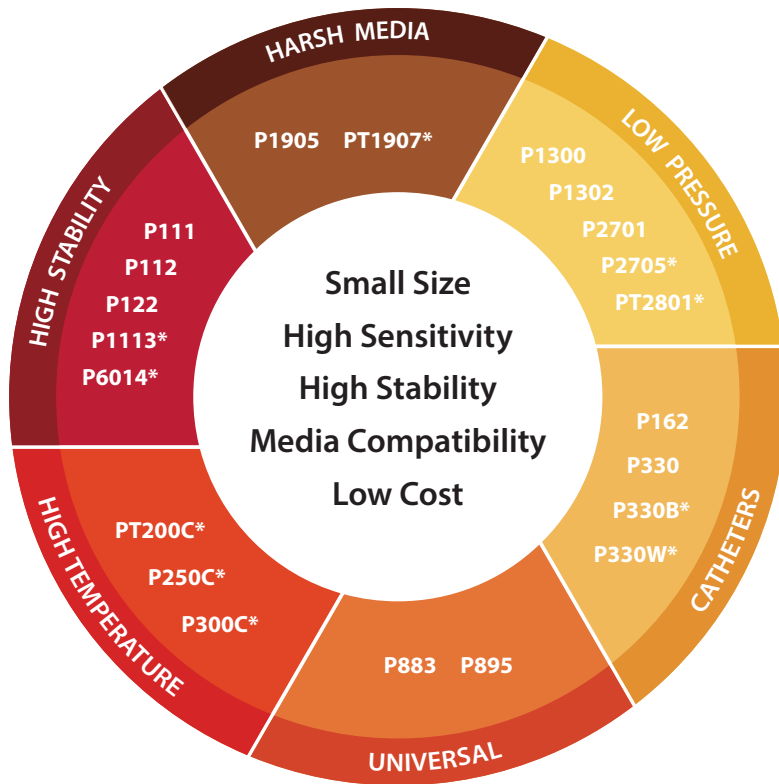 HARSH MEDIA
P1905 PT1907*
LOW PRESSURE
P1300
P1302
P2701
P2705*
PT2801*
CATHETERS
P162
P330
P330B*
P330W*
UNIVERSAL
P883 P895
HIGH TEMPERATURE
PT200C*
P250C*
P300C*
HIGH STABILITY
P111
P112
P122
P1113*
P6014*
Small Size
High Sensitivity
High Stability
Media Compatibility
Low Cost